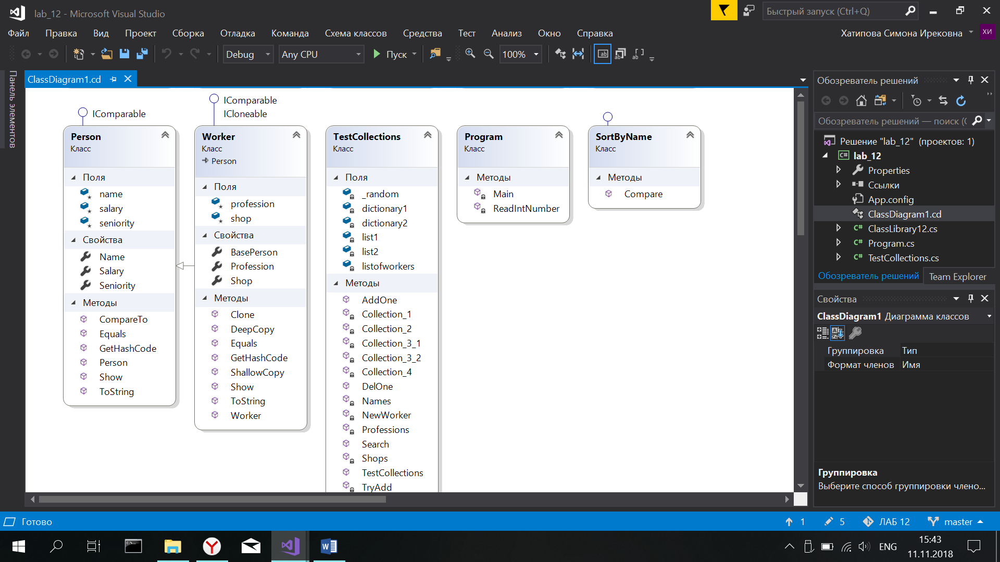 lab_12 - Microsoft Visual Studio
Быстрый запуск (Ctrl+Q)
Файл Правка Вид Проект Сборка Отладка Команда Схема классов Средства Тест Анализ Окно Справка
Хатипова Симона Ирековна
ХИ
Debug Any CPU Пуск 100%
Панель элементов
ClassDiagram1.cd
IComparable
Person
Класс
Поля
name
salary
seniority
Свойства
Name
Salary
Seniority
Методы
CompareTo
Equals
GetHashCode
Person
Show
ToString
IComparable
ICloneable
Worker
Класс
Person
Поля
profession
shop
Свойства
BasePerson
Profession
Shop
Методы
Clone
DeepCopy
Equals
GetHashCode
ShallowCopy
Show
ToString
Worker
TestCollections
Класс
Поля
_random
dictionary1
dictionary2
list1
list2
listofworkers
Методы
AddOne
Collection_1
Collection_2
Collection_3_1
Collection_3_2
Collection_4
DelOne
Names
NewWorker
Professions
Search
Shops
TestCollections
TryAdd
Program
Класс
Методы
Main
ReadIntNumber
SortByName
Класс
Методы
Compare
Обозреватель решений
Обозреватель решений — поиск (
Решение "lab_12" (проектов: 1)
C# lab_12
Properties
Ссылки
App.config
ClassDiagram1.cd
C# ClassLibrary12.cs
C# Program.cs
C# TestCollections.cs
Обозреватель решений Team Explorer
Свойства
ClassDiagram1 Диаграмма классов
Группировка Тип
Формат членов Имя
Группировка
Выберите способ группировки члено...
Готово
1 5 ЛАБ 12 master
ENG
15:43
11.11.2018